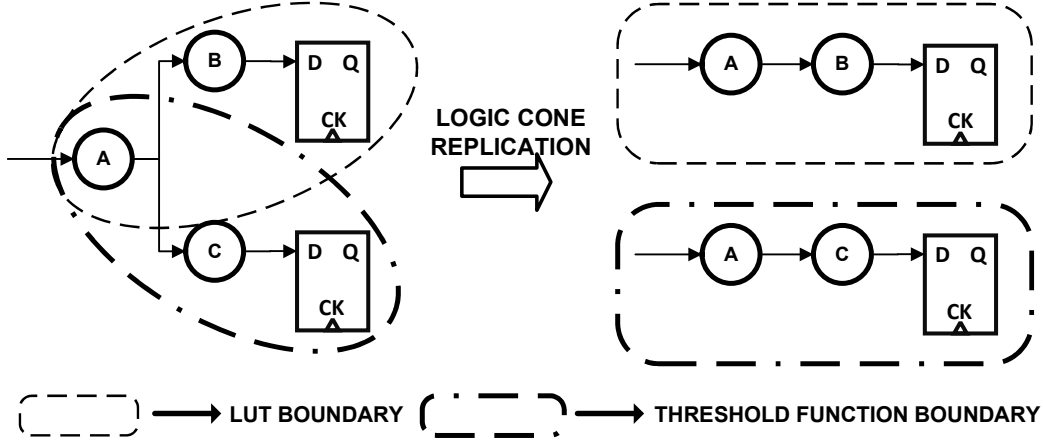 B
D Q
CK
A
C
D Q
CK
LOGIC CONE
REPLICATION
A
B
D Q
CK
A
C
D Q
CK
LUT BOUNDARY
THRESHOLD FUNCTION BOUNDARY